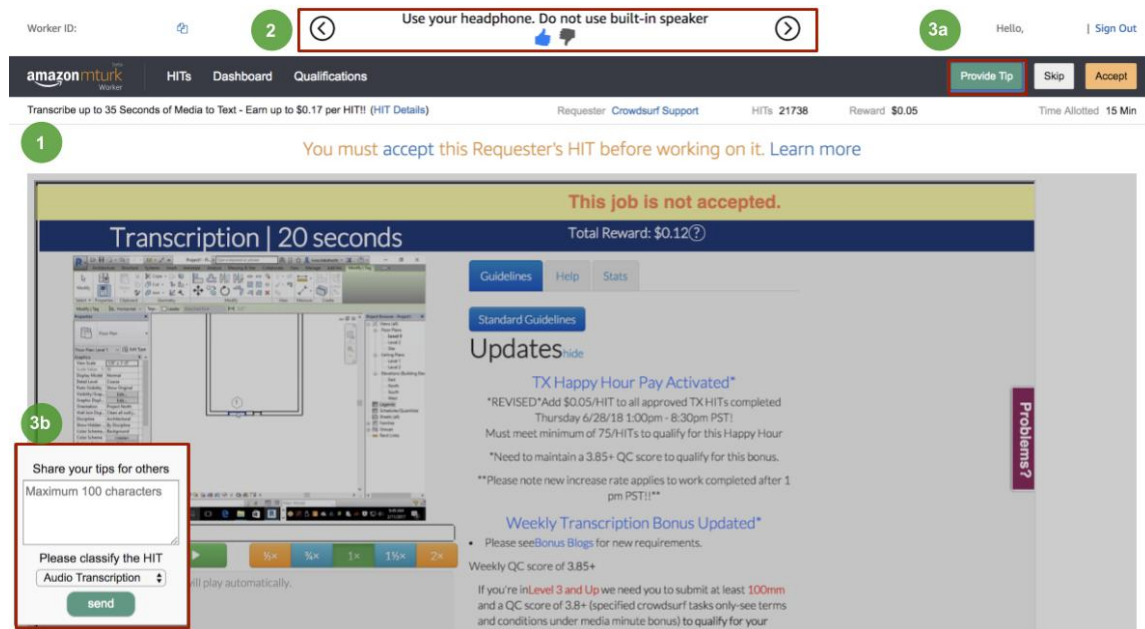 Worker ID:
2
Use your headphone. Do not use built-in speaker
3a
Hello,
| Sign Out
beta
amazonmturk
Worker
HITs
Dashboard
Qualifications
Provide Tip
Skip
Accept
Transcribe up to 35 Seconds of Media to Text - Earn up to $0.17 per HIT!! (HIT Details)
Requester Crowdsurf Support
HITs 21738
Reward $0.05
Time Allotted 15 Min
1
You must accept this Requester's HIT before working on it. Learn more
This job is not accepted.
Transcription | 20 seconds
Total Reward: $0.12?
Guidelines
Help
Stats
Standard Guidelines
Updateshide
TX Happy Hour Pay Activated*
*REVISED*Add $0.05/HIT to all approved TX HITs completed
Thursday 6/28/18 1:00pm - 8:30pm PST!
Must meet minimum of 75/HITs to qualify for this Happy Hour
*Need to maintain a 3.85+ QC score to qualify for this bonus.
**Please note new increase rate applies to work completed after 1
pm PST!!**
Weekly Transcription Bonus Updated*
• Please seeBonus Blogs for new requirements.
Weekly QC score of 3.85+
If you're inLevel 3 and Up we need you to submit at least 100mm
and a QC score of 3.8+ (specified crowdsurf tasks only-see terms
and conditions under media minute bonus) to qualify for your
Problems?
3b
Share your tips for others
Maximum 100 characters
Please classify the HIT
Audio Transcription
send
½x
¾x
1x
1½x
2x
will play automatically.